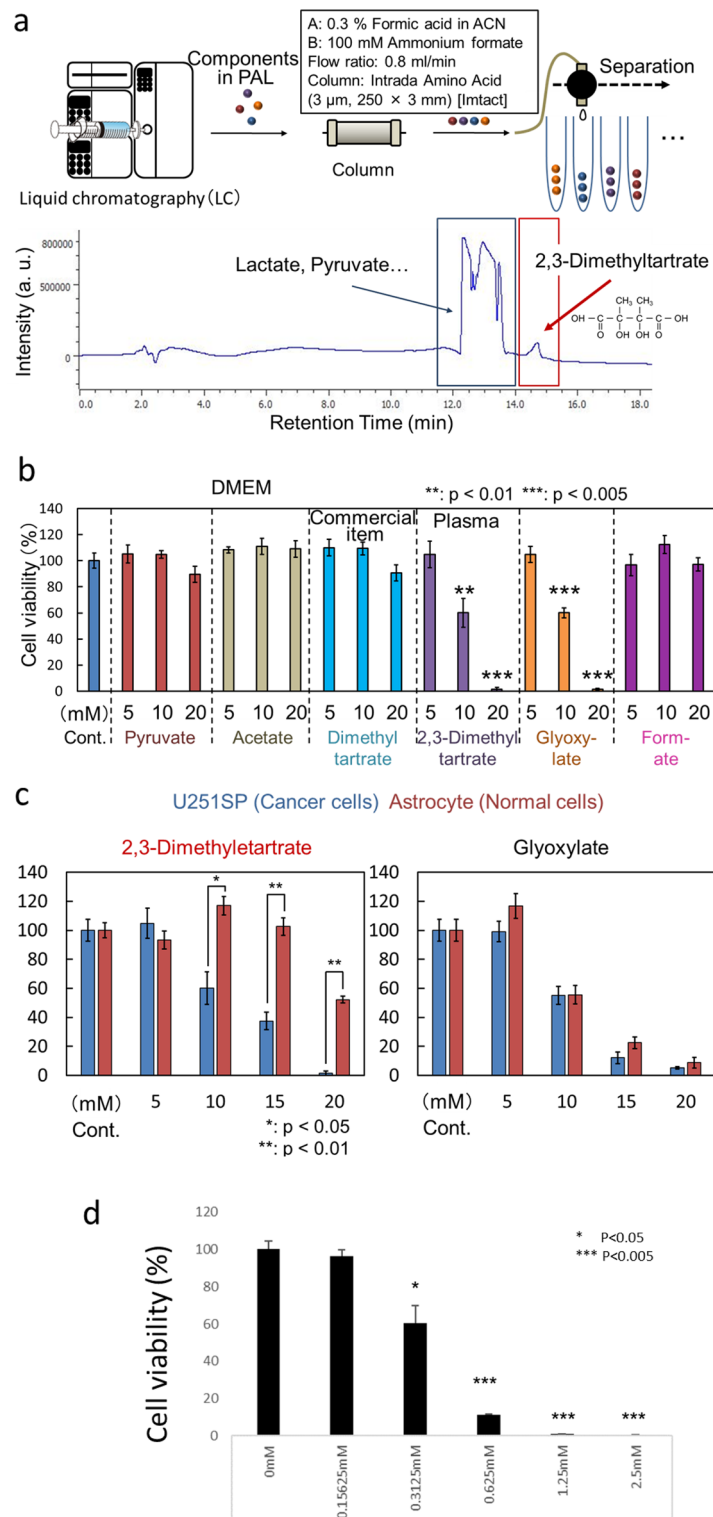 a
A: 0.3 % Formic acid in ACN
B: 100 mM Ammonium formate
Flow ratio: 0.8 ml/min
Column: Intrada Amino Acid
(3 μm, 250 × 3 mm) [Imtact]
Components
in PAL
Separation
...
Column
Liquid chromatography (LC)
Intensity (a. u.)
800000
500000
0
Lactate, Pyruvate…
2,3-Dimethyltartrate
CH3 CH3
OH-C-C-C-C-OH
O OH OH O
0.0 2.0 4.0 6.0 8.0 10.0 12.0 14.0 16.0 18.0
Retention Time (min)
b
DMEM
**: p < 0.01 ***: p < 0.005
Commercial
item
Plasma
Cell viability (%)
140
120
100
80
60
40
20
0
** *** *** ***
(mM) 5 10 20 5 10 20 5 10 20 5 10 20 5 10 20 5 10 20
Cont. Pyruvate Acetate Dimethyl 2,3-Dimethyl Glyoxy- Form-
tartrate tartrate late ate
c
U251SP (Cancer cells) Astrocyte (Normal cells)
2,3-Dimethyletartrate
140
120
100
80
60
40
20
0
* ** **
(mM) 5 10 15 20
Cont.
*: p < 0.05
**: p < 0.01
Glyoxylate
140
120
100
80
60
40
20
0
(mM) 5 10 15 20
Cont.
d
Cell viability (%)
120
100
80
60
40
20
0
* P<0.05
*** P<0.005
* *** *** ***
0mM
0.15625mM
0.3125mM
0.625mM
1.25mM
2.5mM